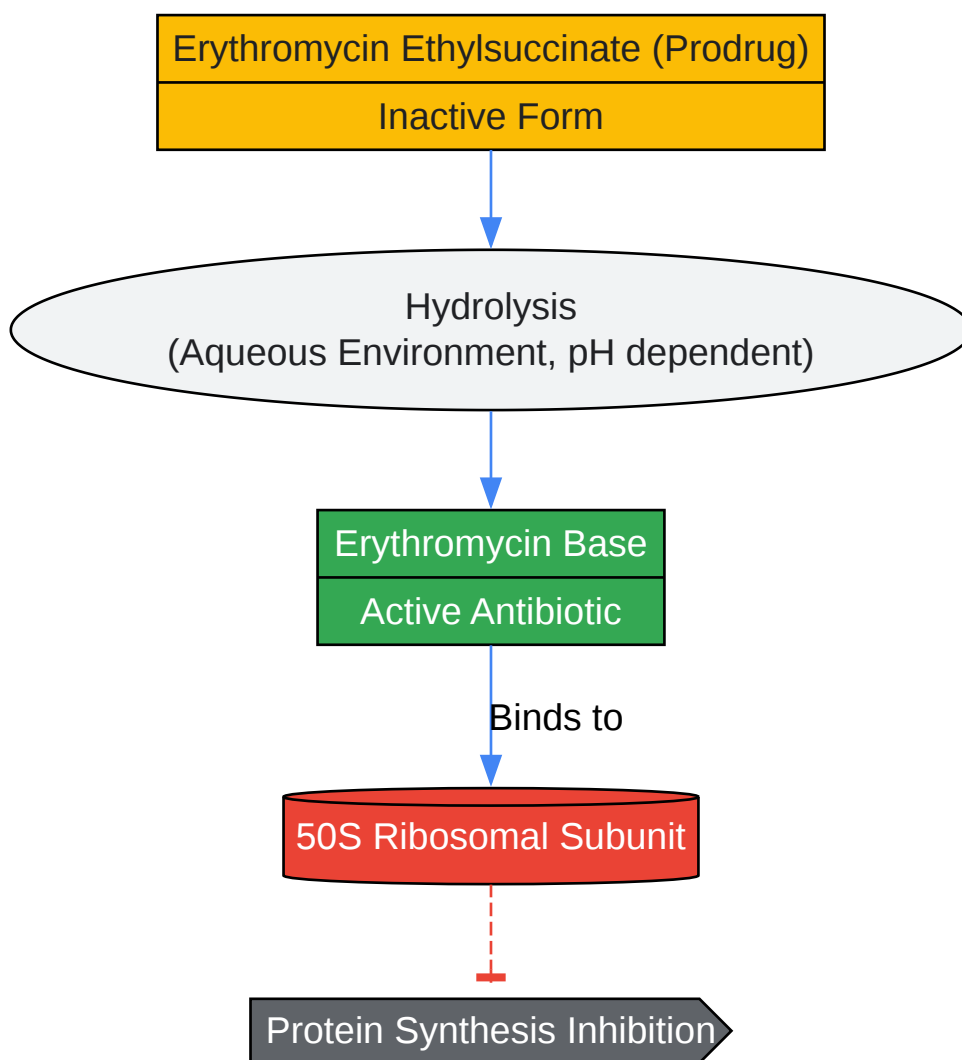 Erythromycin Ethylsuccinate (Prodrug)
Inactive Form
Hydrolysis
(Aqueous Environment, pH dependent)
Erythromycin Base
Active Antibiotic
Binds to
50S Ribosomal Subunit
Protein Synthesis Inhibition